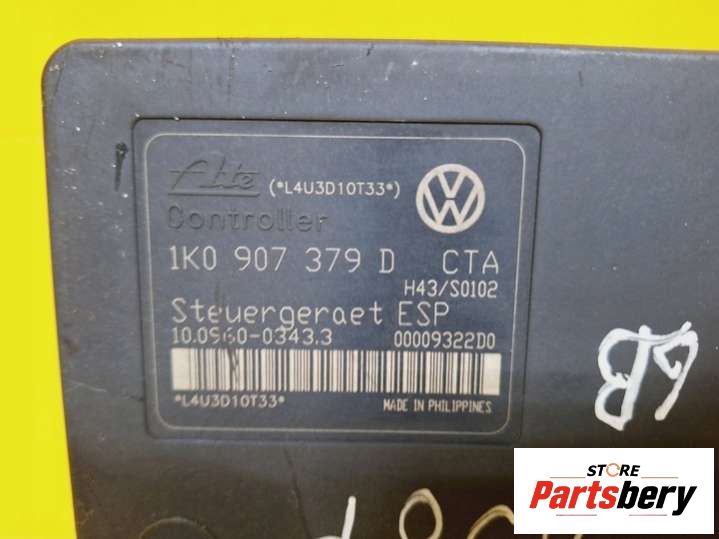 Ate (*L4U3D10T33*)
Controller
1K0 907 379 D CTA
H43/S0102
Steuergeraet ESP
10.0960-0343.3 00009322D0
*L4U3D10T33*
MADE IN PHILIPPINES
STORE
Partsbery